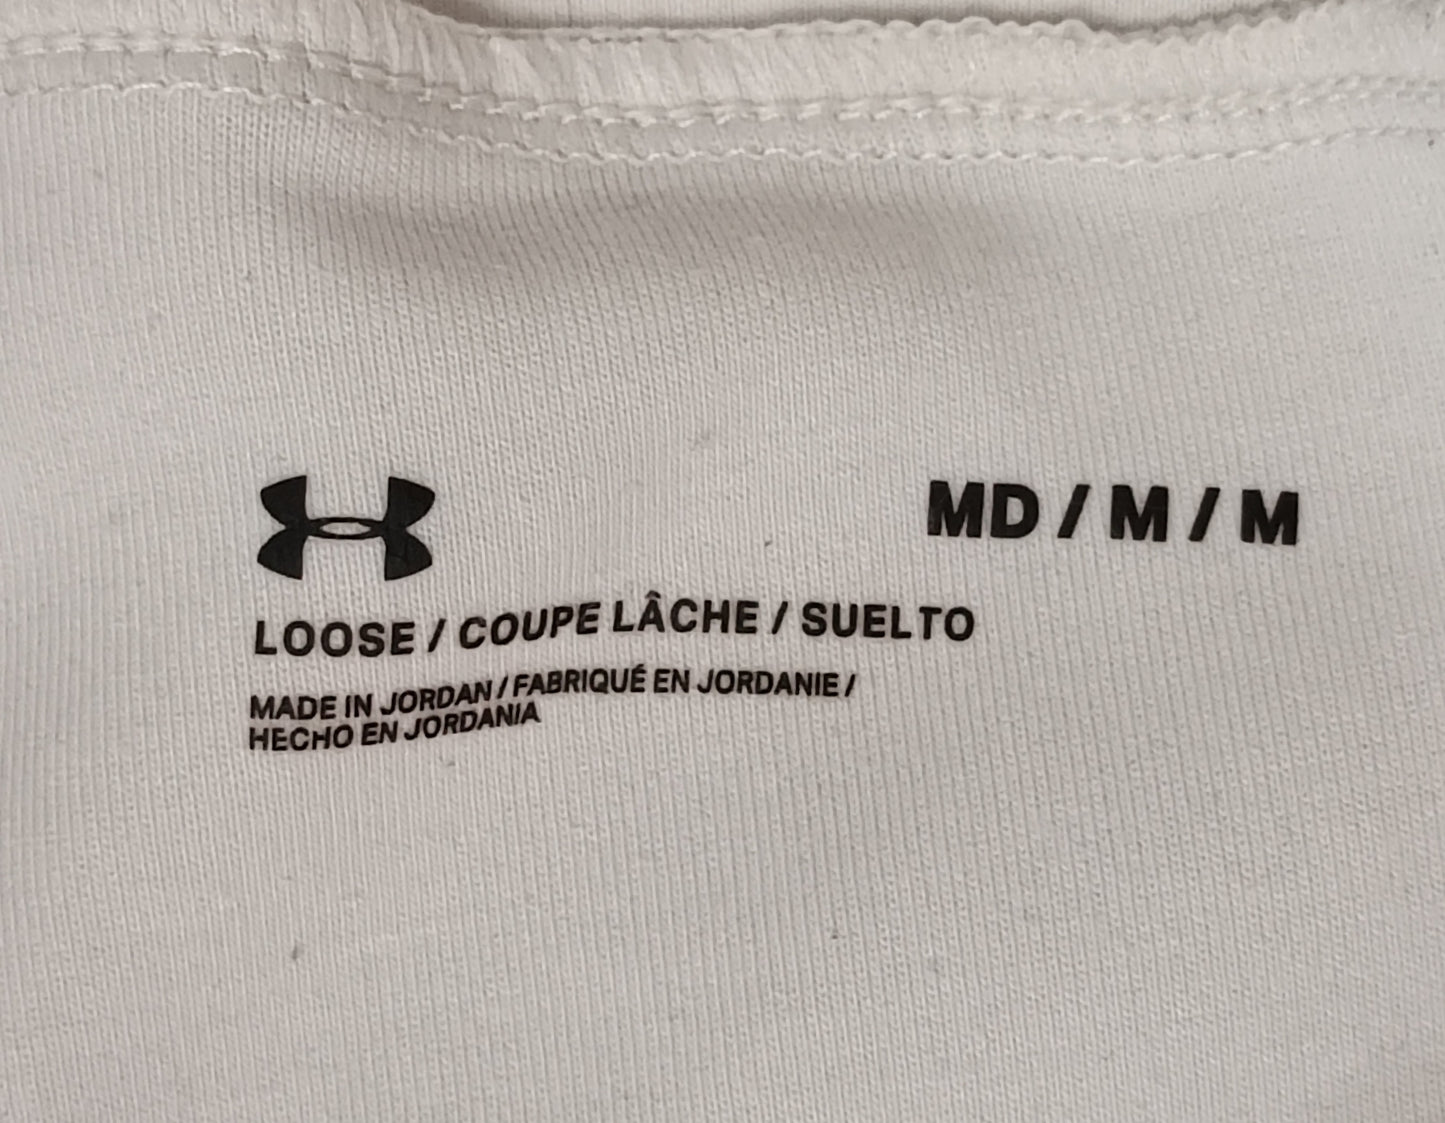 MD / M / M
LOOSE / COUPE LÂCHE / SUELTO
MADE IN JORDAN / FABRIQUÉ EN JORDANIE /
HECHO EN JORDANIA